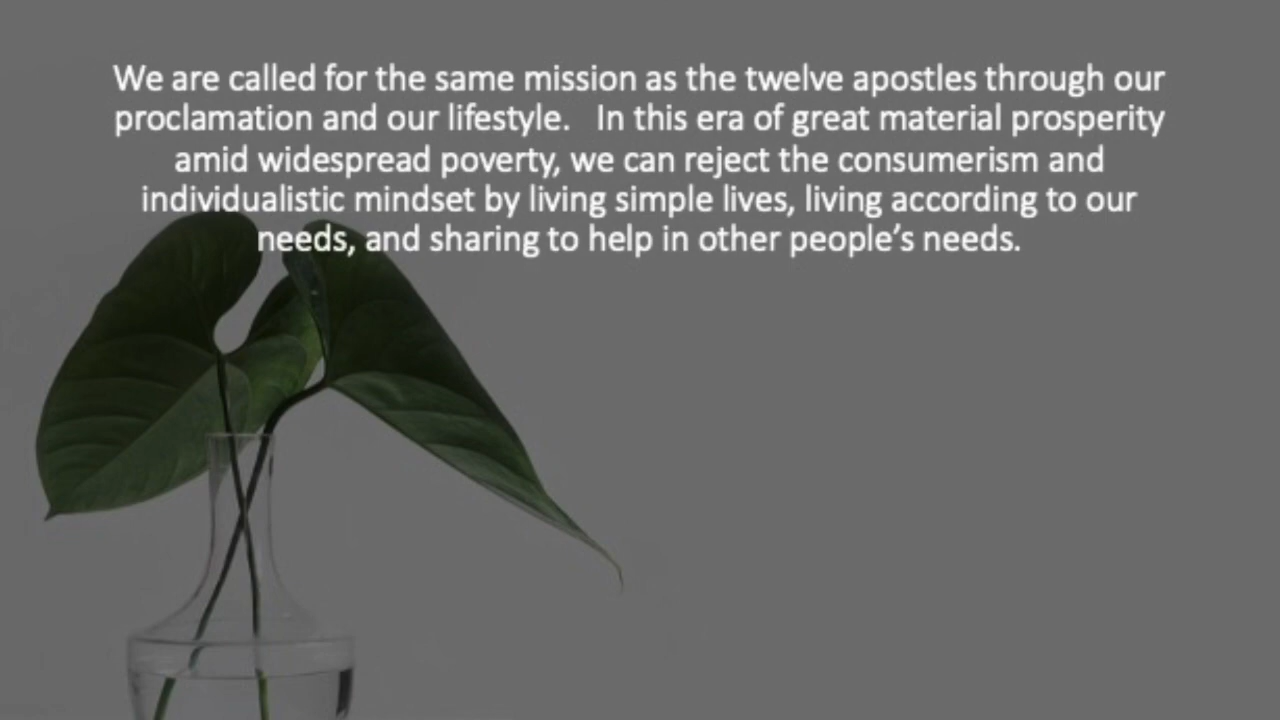 We are called for the same mission as the twelve apostles through our
proclamation and our lifestyle.   In this era of great material prosperity
amid widespread poverty, we can reject the consumerism and
individualistic mindset by living simple lives, living according to our
needs, and sharing to help in other people’s needs.